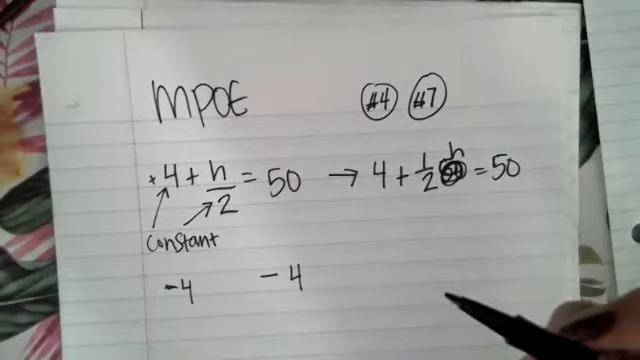 MPOE #4 #7
+4 + n/2 = 50 → 4 + 1/2 n = 50
constant
-4 -4